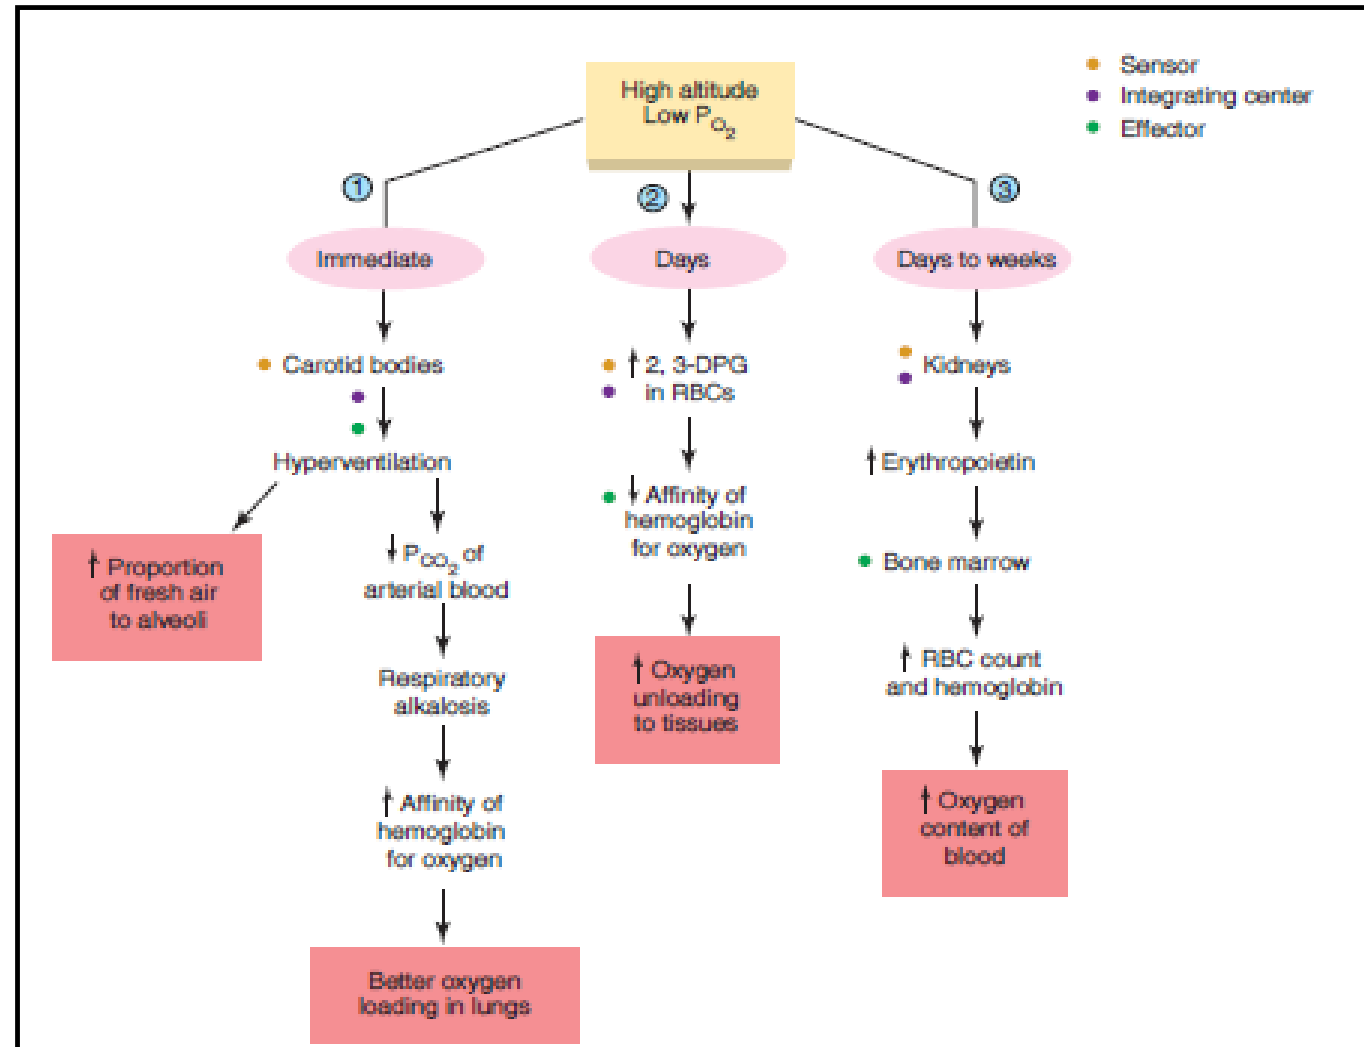 High altitude
Low PO2
Sensor
Integrating center
Effector
1
2
3
Immediate
Days
Days to weeks
Carotid bodies
↑ 2, 3-DPG
in RBCs
Kidneys
Hyperventilation
↑ Erythropoietin
↑ Proportion
of fresh air
to alveoli
↓ PCO2 of
arterial blood
↓ Affinity of
hemoglobin
for oxygen
Bone marrow
Respiratory
alkalosis
↑ Oxygen
unloading
to tissues
↑ RBC count
and hemoglobin
↑ Affinity of
hemoglobin
for oxygen
↑ Oxygen
content of
blood
Better oxygen
loading in lungs